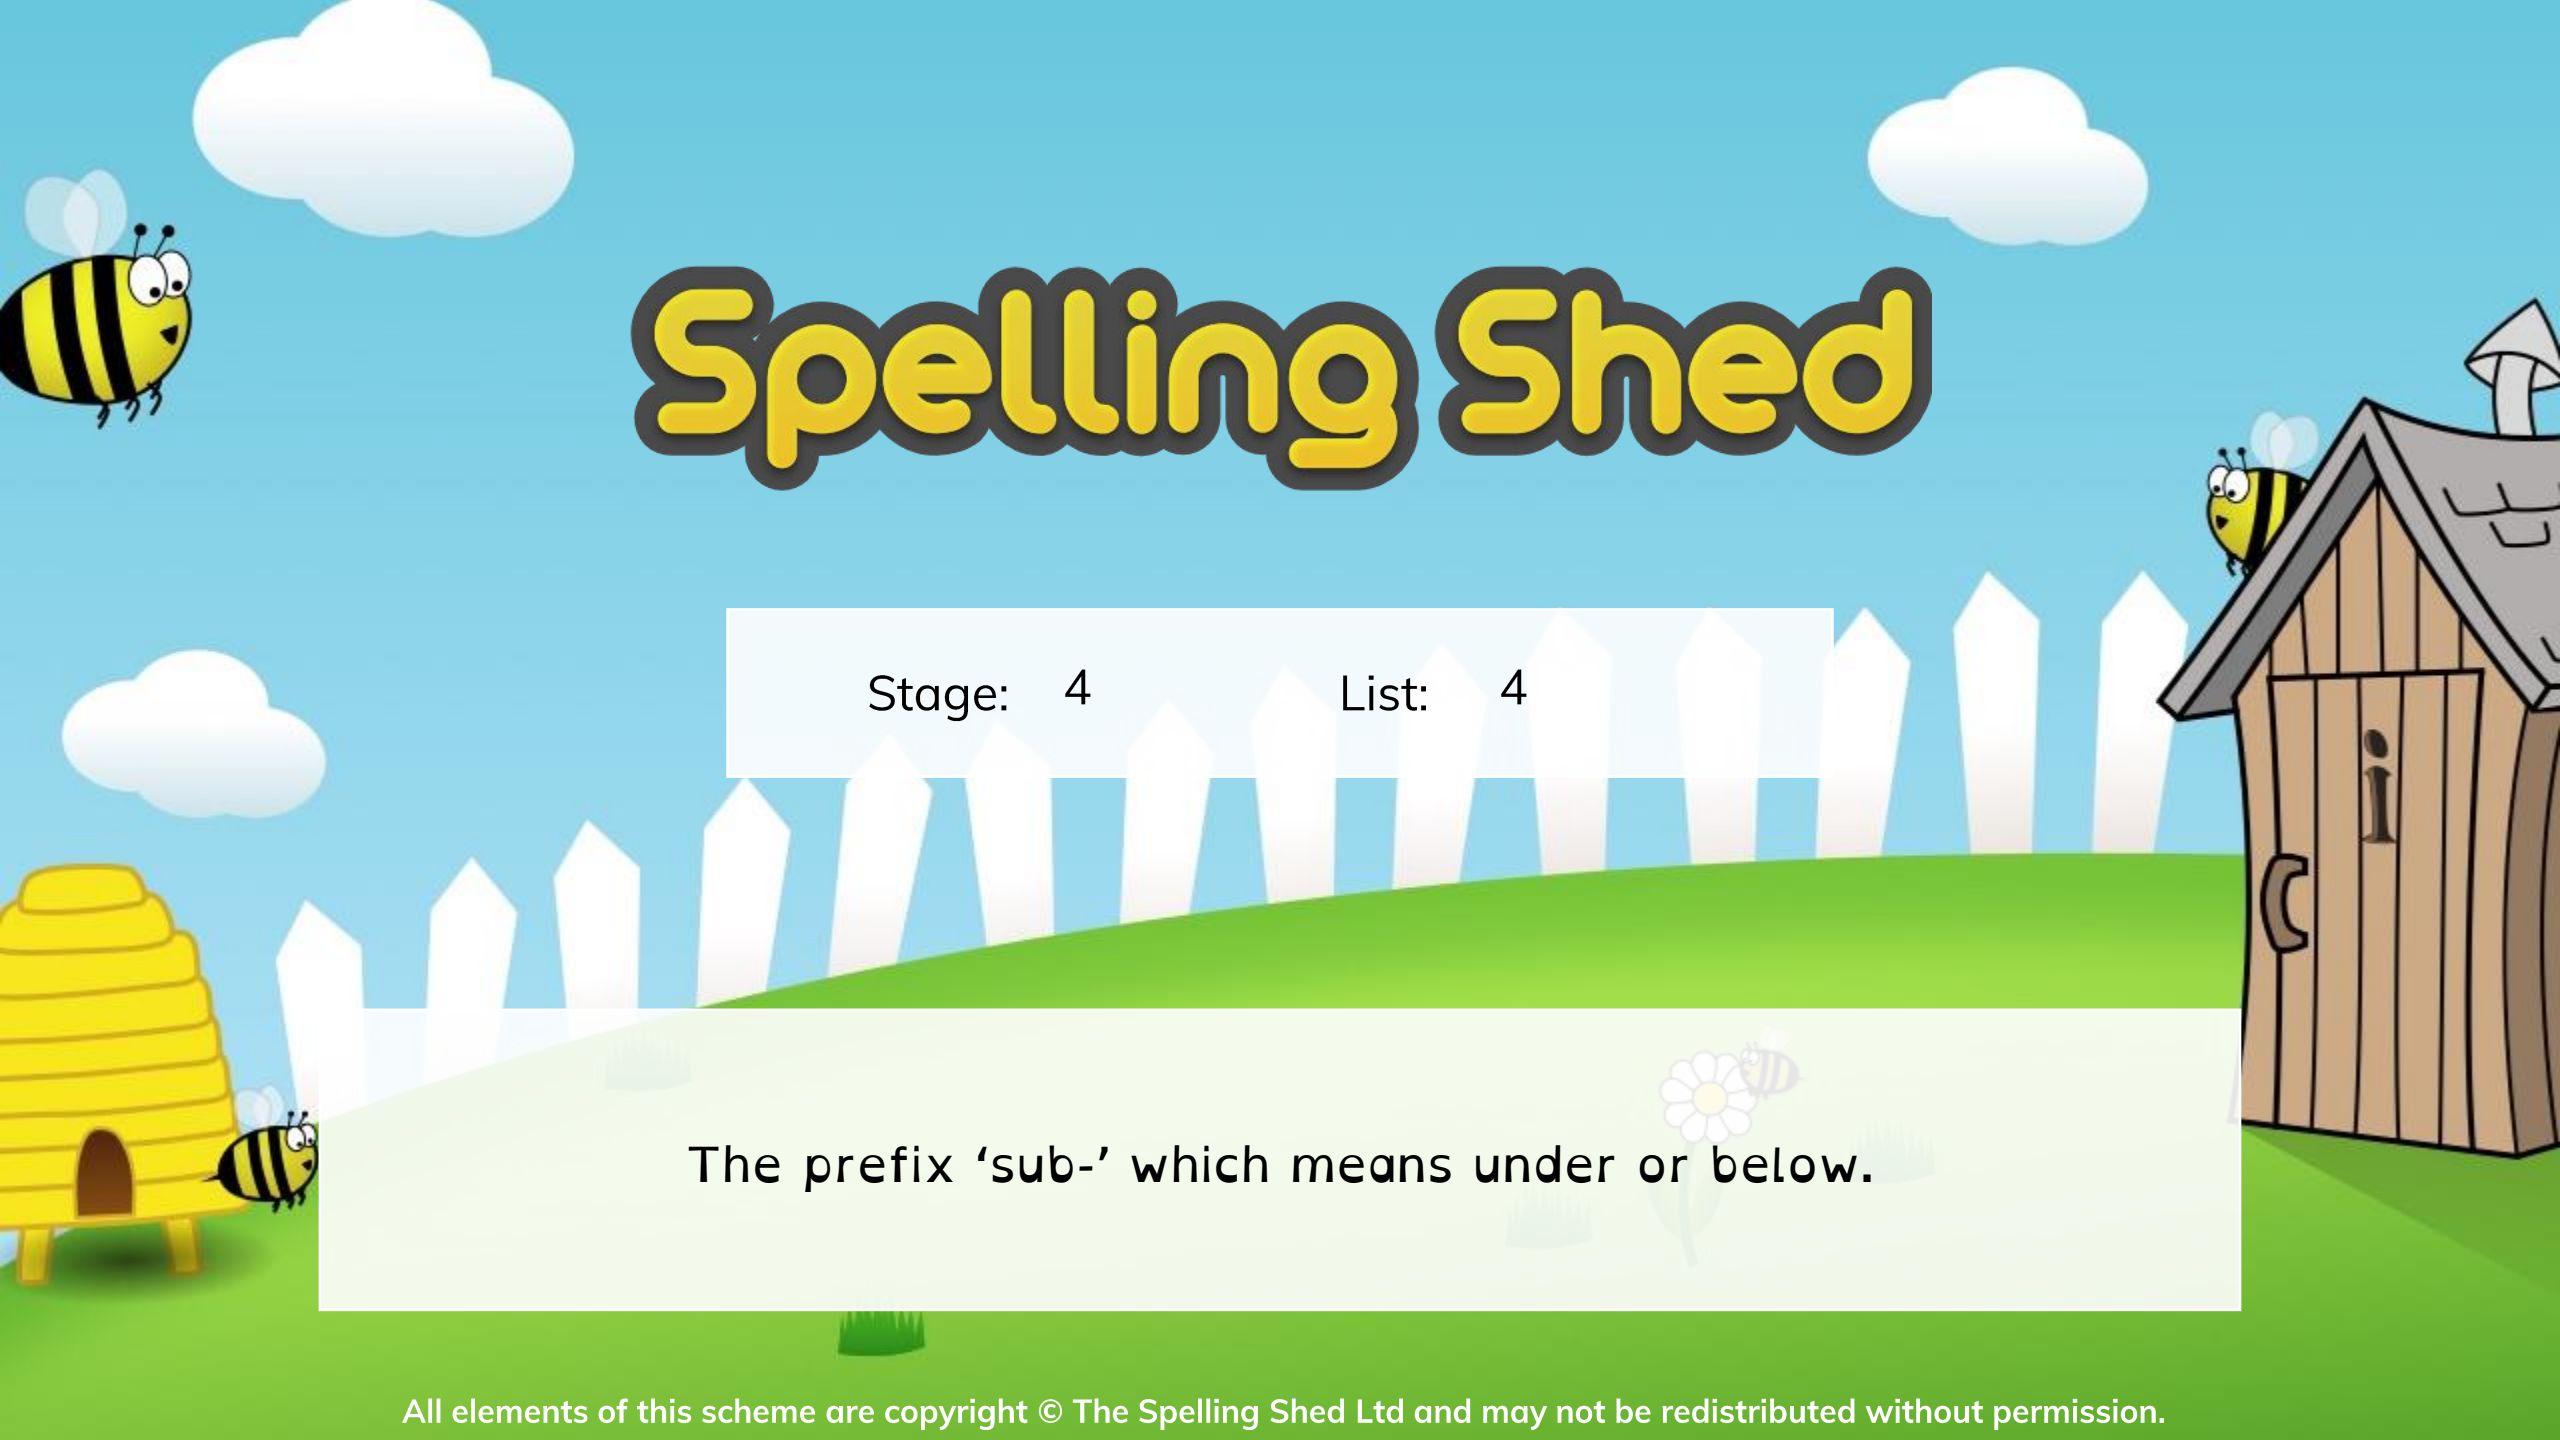 Spelling Shed
Stage: 4 List: 4
i
The prefix ‘sub-’ which means under or below.
All elements of this scheme are copyright © The Spelling Shed Ltd and may not be redistributed without permission.